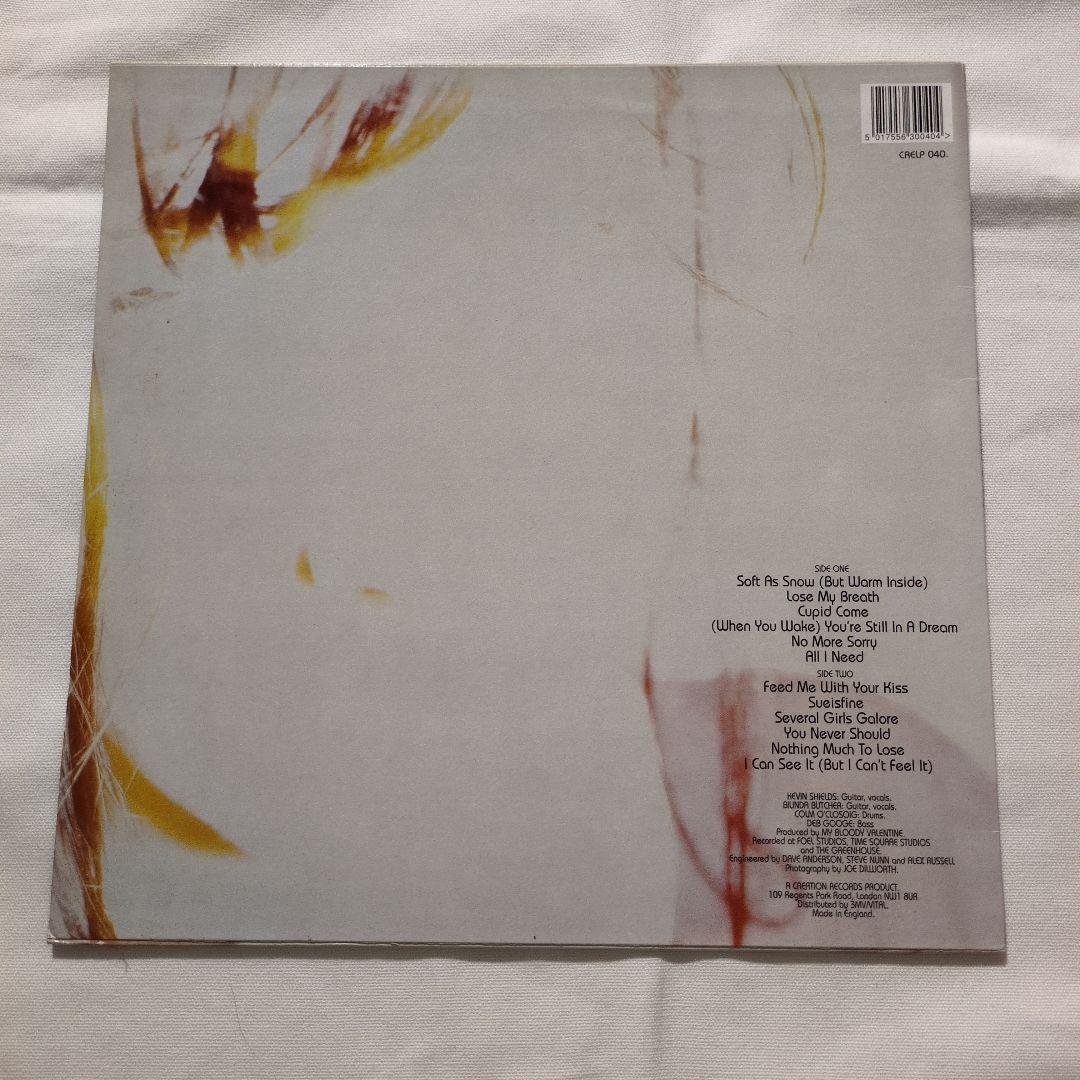 5 017556 300404 >
CRELP 040.
SIDE ONE
Soft As Snow (But Warm Inside)
Lose My Breath
Cupid Come
(When You Wake) You're Still In A Dream
No More Sorry
All I Need
SIDE TWO
Feed Me With Your Kiss
Sueisfine
Several Girls Galore
You Never Should
Nothing Much To Lose
I Can See It (But I Can't Feel It)
KEVIN SHIELDS: Guitar, vocals.
BILINDA BUTCHER: Guitar, vocals.
COLM O'CLOSOIG: Drums.
DEB GOOGE: Bass
Produced by MY BLOODY VALENTINE.
Recorded at FOEL STUDIOS, TIME SQUARE STUDIOS
and THE GREENHOUSE.
Engineered by DAVE ANDERSON, STEVE NUNN and ALEX RUSSELL
Photography by JOE DILWORTH.
A CREATION RECORDS PRODUCT.
109 Regents Park Road, London NW1 8UR
Distributed by 3MV/VITAL.
Made in England.